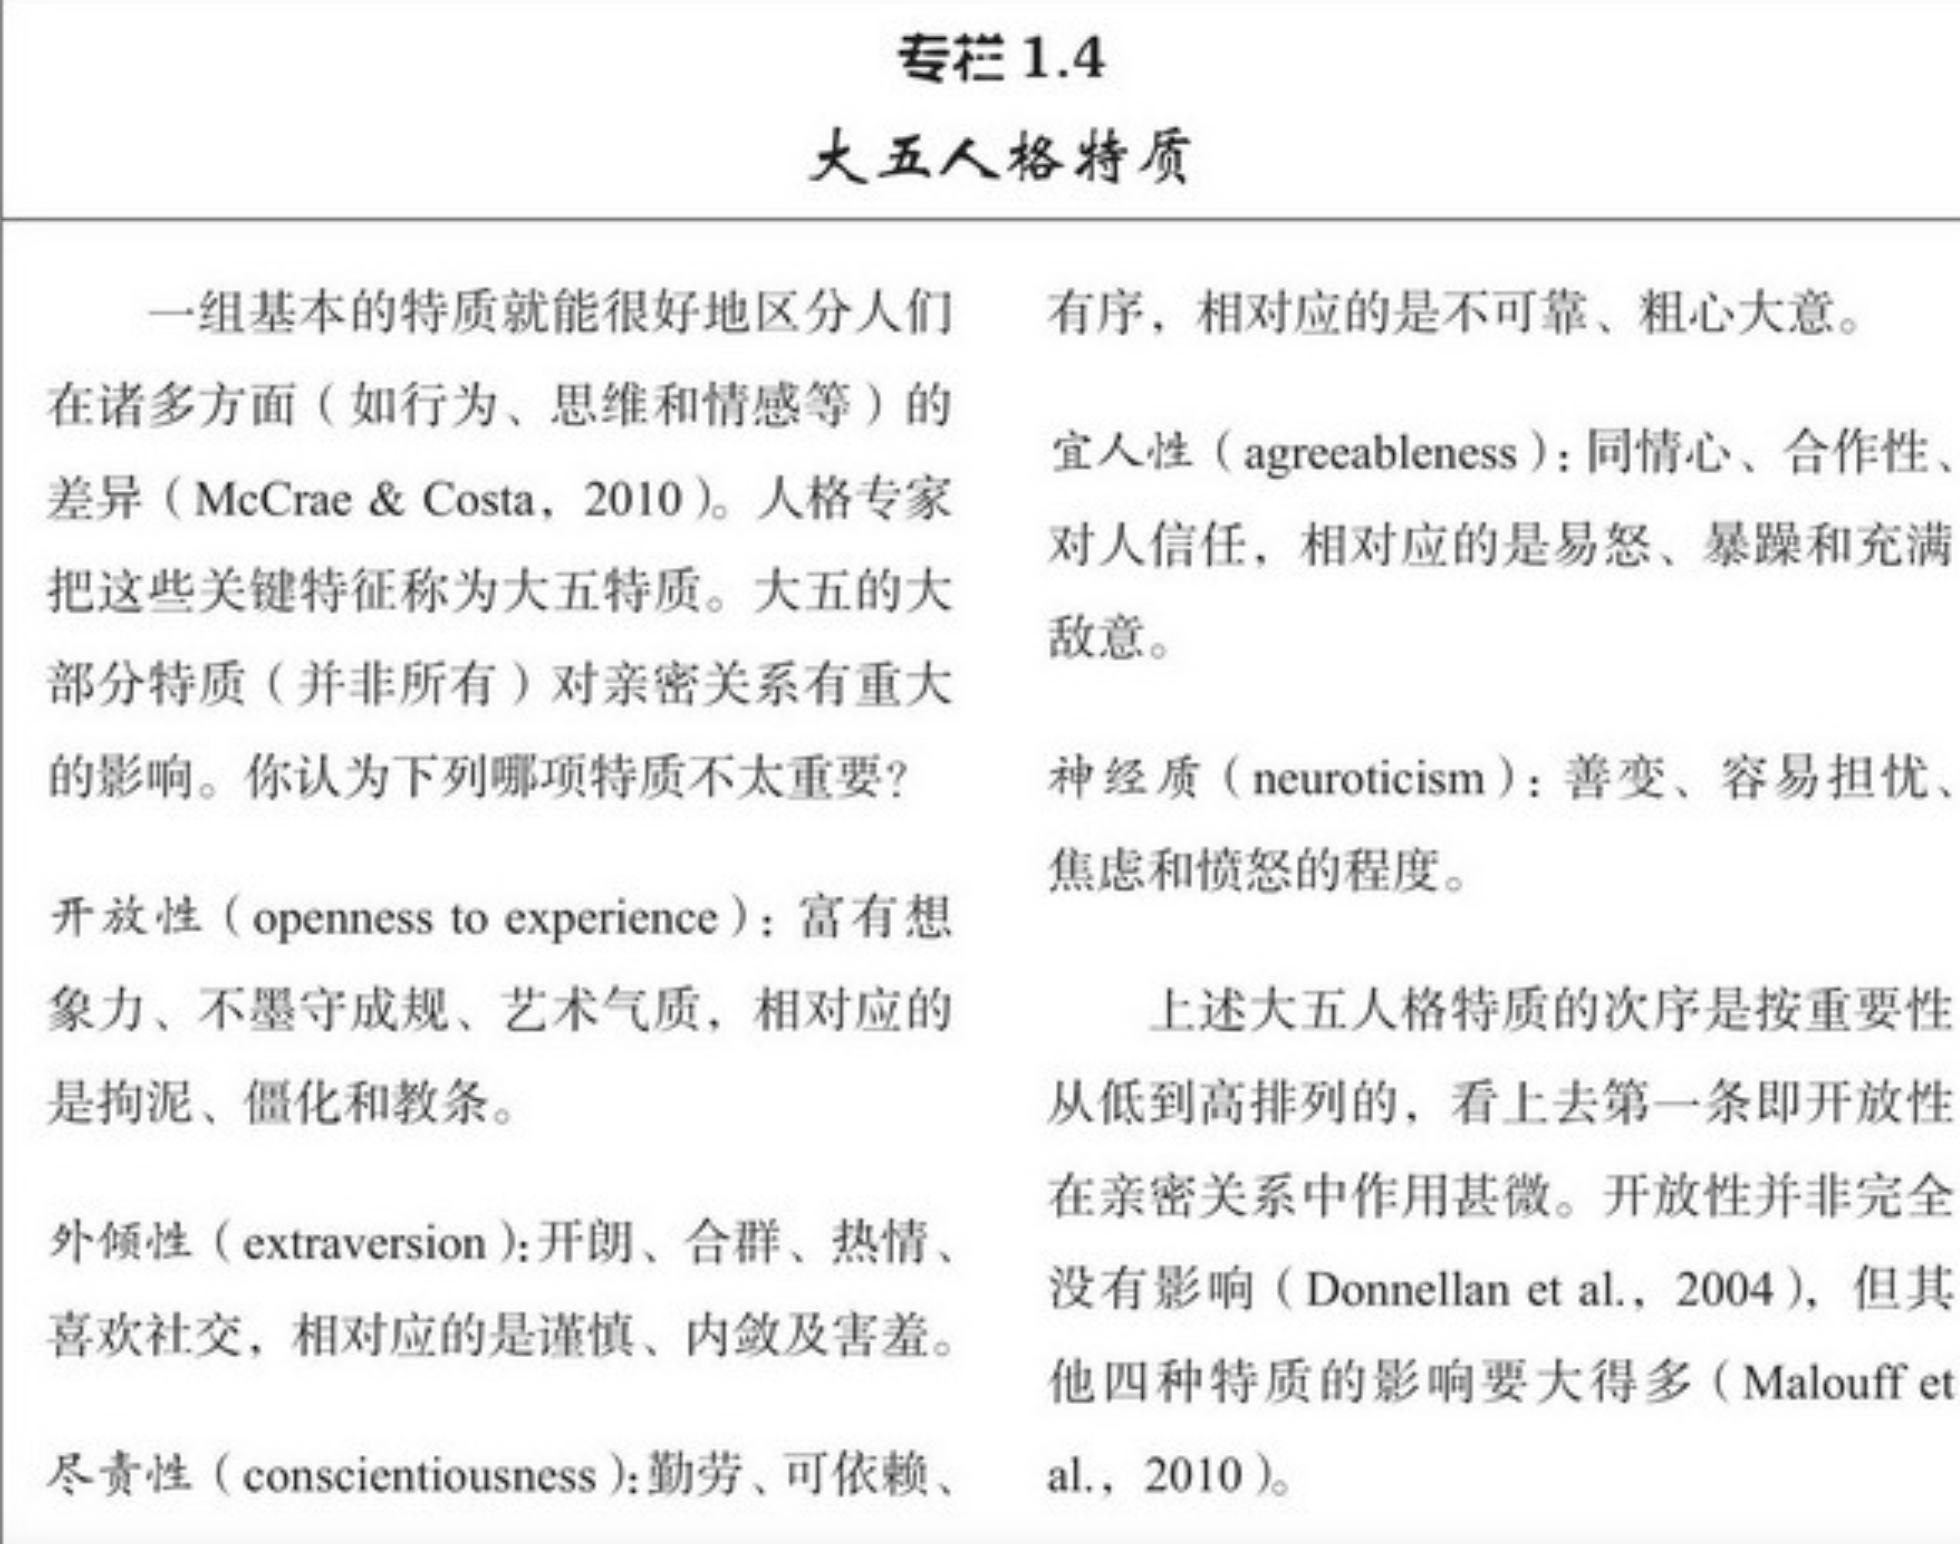 专栏 1.4
大五人格特质
一组基本的特质就能很好地区分人们
在诸多方面（如行为、思维和情感等）的
差异（McCrae & Costa，2010）。人格专家
把这些关键特征称为大五特质。大五的大
部分特质（并非所有）对亲密关系有重大
的影响。你认为下列哪项特质不太重要？
开放性（openness to experience）：富有想
象力、不墨守成规、艺术气质，相对应的
是拘泥、僵化和教条。
外倾性（extraversion）：开朗、合群、热情、
喜欢社交，相对应的是谨慎、内敛及害羞。
尽责性（conscientiousness）：勤劳、可依赖、
有序，相对应的是不可靠、粗心大意。
宜人性（agreeableness）：同情心、合作性、
对人信任，相对应的是易怒、暴躁和充满
敌意。
神经质（neuroticism）：善变、容易担忧、
焦虑和愤怒的程度。
上述大五人格特质的次序是按重要性
从低到高排列的，看上去第一条即开放性
在亲密关系中作用甚微。开放性并非完全
没有影响（Donnellan et al.，2004），但其
他四种特质的影响要大得多（Malouff et
al.，2010）。